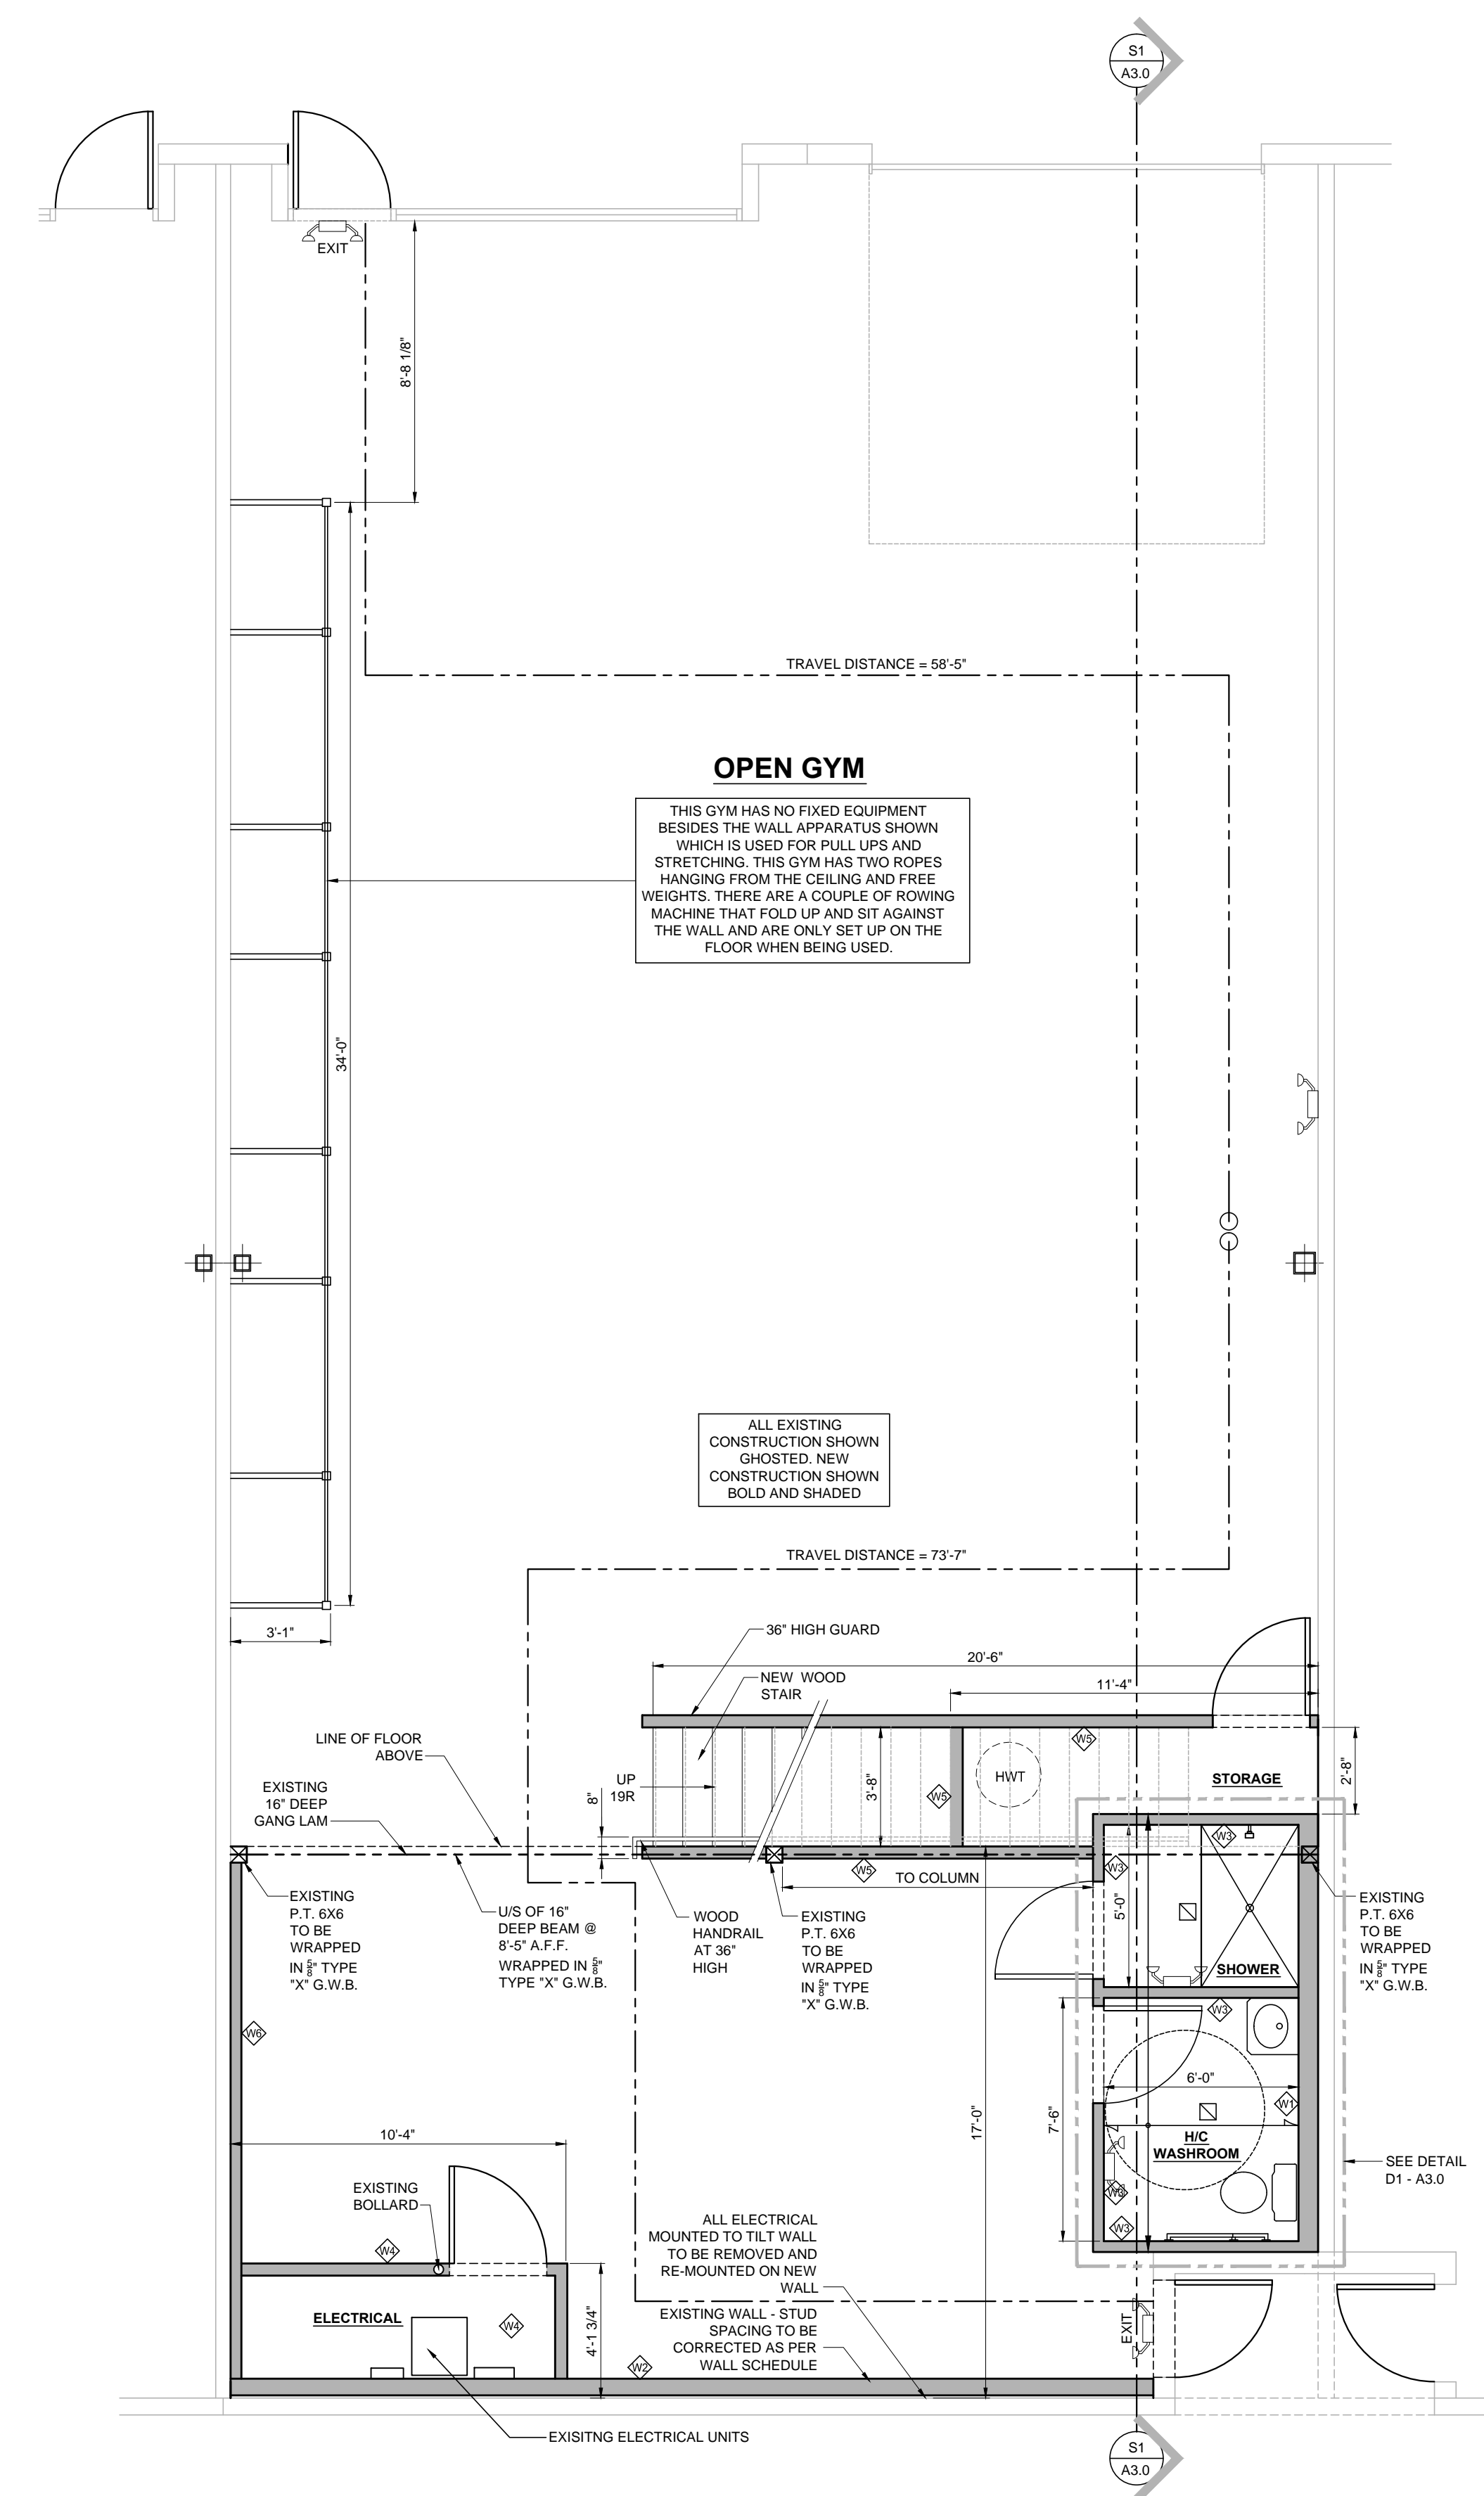 S1
A3.0
EXIT
8'-8 1/8"
TRAVEL DISTANCE = 58'-5"
OPEN GYM
THIS GYM HAS NO FIXED EQUIPMENT
BESIDES THE WALL APPARATUS SHOWN
WHICH IS USED FOR PULL UPS AND
STRETCHING. THIS GYM HAS TWO ROPES
HANGING FROM THE CEILING AND FREE
WEIGHTS. THERE ARE A COUPLE OF ROWING
MACHINE THAT FOLD UP AND SIT AGAINST
THE WALL AND ARE ONLY SET UP ON THE
FLOOR WHEN BEING USED.
34'-0"
ALL EXISTING
CONSTRUCTION SHOWN
GHOSTED. NEW
CONSTRUCTION SHOWN
BOLD AND SHADED
TRAVEL DISTANCE = 73'-7"
3'-1"
36" HIGH GUARD
20'-6"
NEW WOOD
STAIR
11'-4"
LINE OF FLOOR
ABOVE
W5
EXISTING
16" DEEP
GANG LAM
UP
19R
8"
3'-8"
W5
HWT
STORAGE
2'-8"
W3
W5
W3
TO COLUMN
5'-0"
EXISTING
P.T. 6X6
TO BE
WRAPPED
IN 5/8" TYPE
"X" G.W.B.
U/S OF 16"
DEEP BEAM @
8'-5" A.F.F.
WRAPPED IN 5/8"
TYPE "X" G.W.B.
WOOD
HANDRAIL
AT 36"
HIGH
EXISTING
P.T. 6X6
TO BE
WRAPPED
IN 5/8" TYPE
"X" G.W.B.
SHOWER
EXISTING
P.T. 6X6
TO BE
WRAPPED
IN 5/8" TYPE
"X" G.W.B.
W3
W6
6'-0"
W1
7'-6"
17'-0"
10'-4"
H/C
WASHROOM
SEE DETAIL
D1 - A3.0
EXISTING
BOLLARD
W3
W3
W4
ALL ELECTRICAL
MOUNTED TO TILT WALL
TO BE REMOVED AND
RE-MOUNTED ON NEW
WALL
ELECTRICAL
W4
4'-1 3/4"
EXISTING WALL - STUD
SPACING TO BE
CORRECTED AS PER
WALL SCHEDULE
EXIT
W2
EXISITNG ELECTRICAL UNITS
S1
A3.0